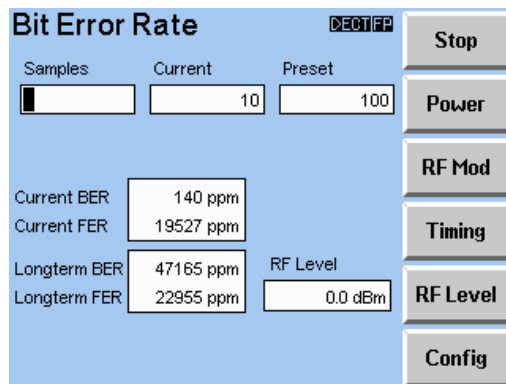 Bit Error Rate
DECT FP
Samples Current Preset
10 100
Current BER 140 ppm
Current FER 19527 ppm
Longterm BER 47165 ppm
Longterm FER 22955 ppm
RF Level
0.0 dBm
Stop
Power
RF Mod
Timing
RF Level
Config